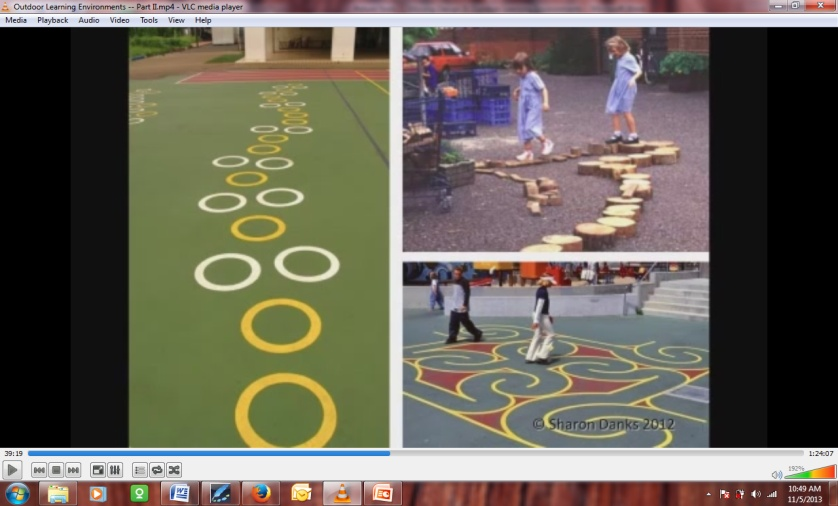 Outdoor Learning Environments -- Part II.mp4 - VLC media player
Media Playback Audio Video Tools View Help
© Sharon Danks 2012
39:19
1:24:07
192%
10:49 AM
11/5/2013